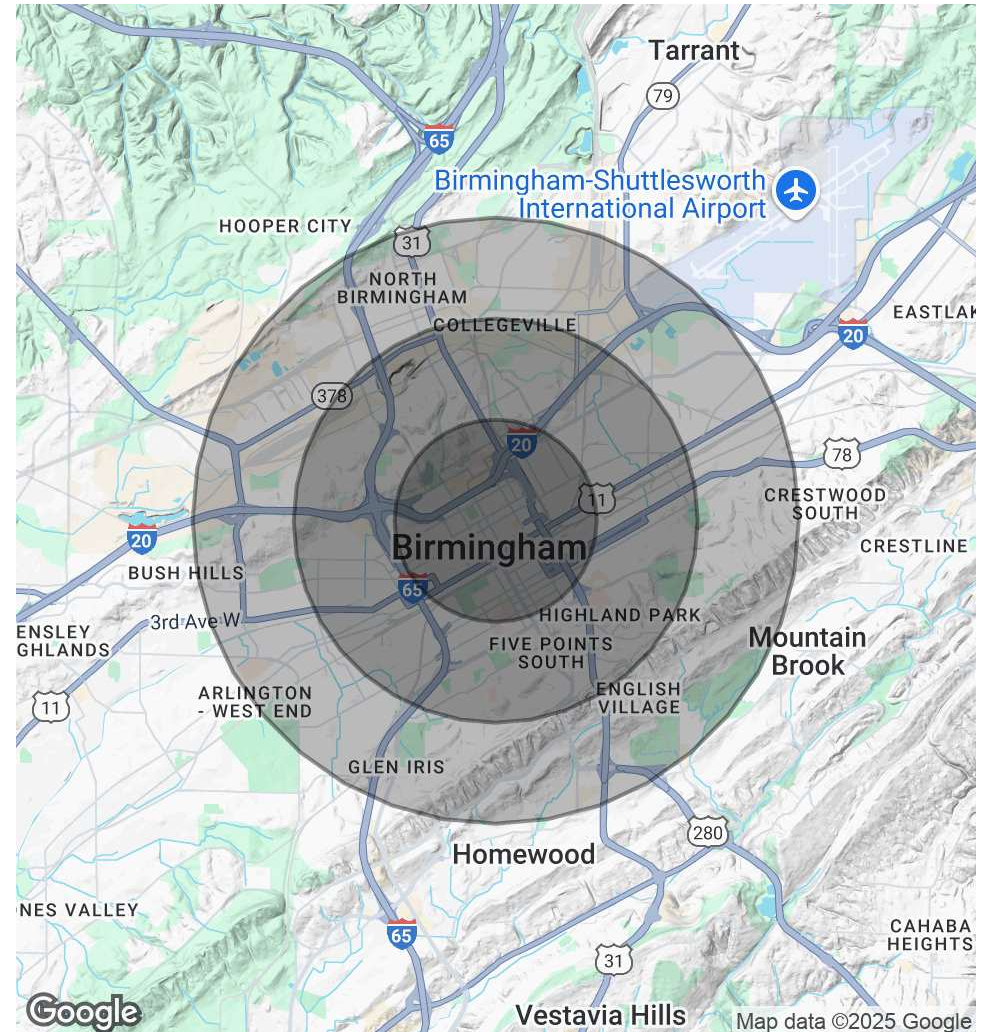 Tarrant
79
65
Birmingham-Shuttlesworth
International Airport
HOOPER CITY
31
NORTH
BIRMINGHAM
COLLEGEVILLE
EASTLAK
20
378
20
78
11
CRESTWOOD
SOUTH
20
Birmingham
CRESTLINE
BUSH HILLS
65
3rd Ave W
HIGHLAND PARK
ENSLEY
GHLANDS
FIVE POINTS
SOUTH
Mountain
Brook
11
ARLINGTON
- WEST END
ENGLISH
VILLAGE
GLEN IRIS
280
Homewood
NES VALLEY
65
CAHABA
HEIGHTS
31
Google
Vestavia Hills
Map data ©2025 Google